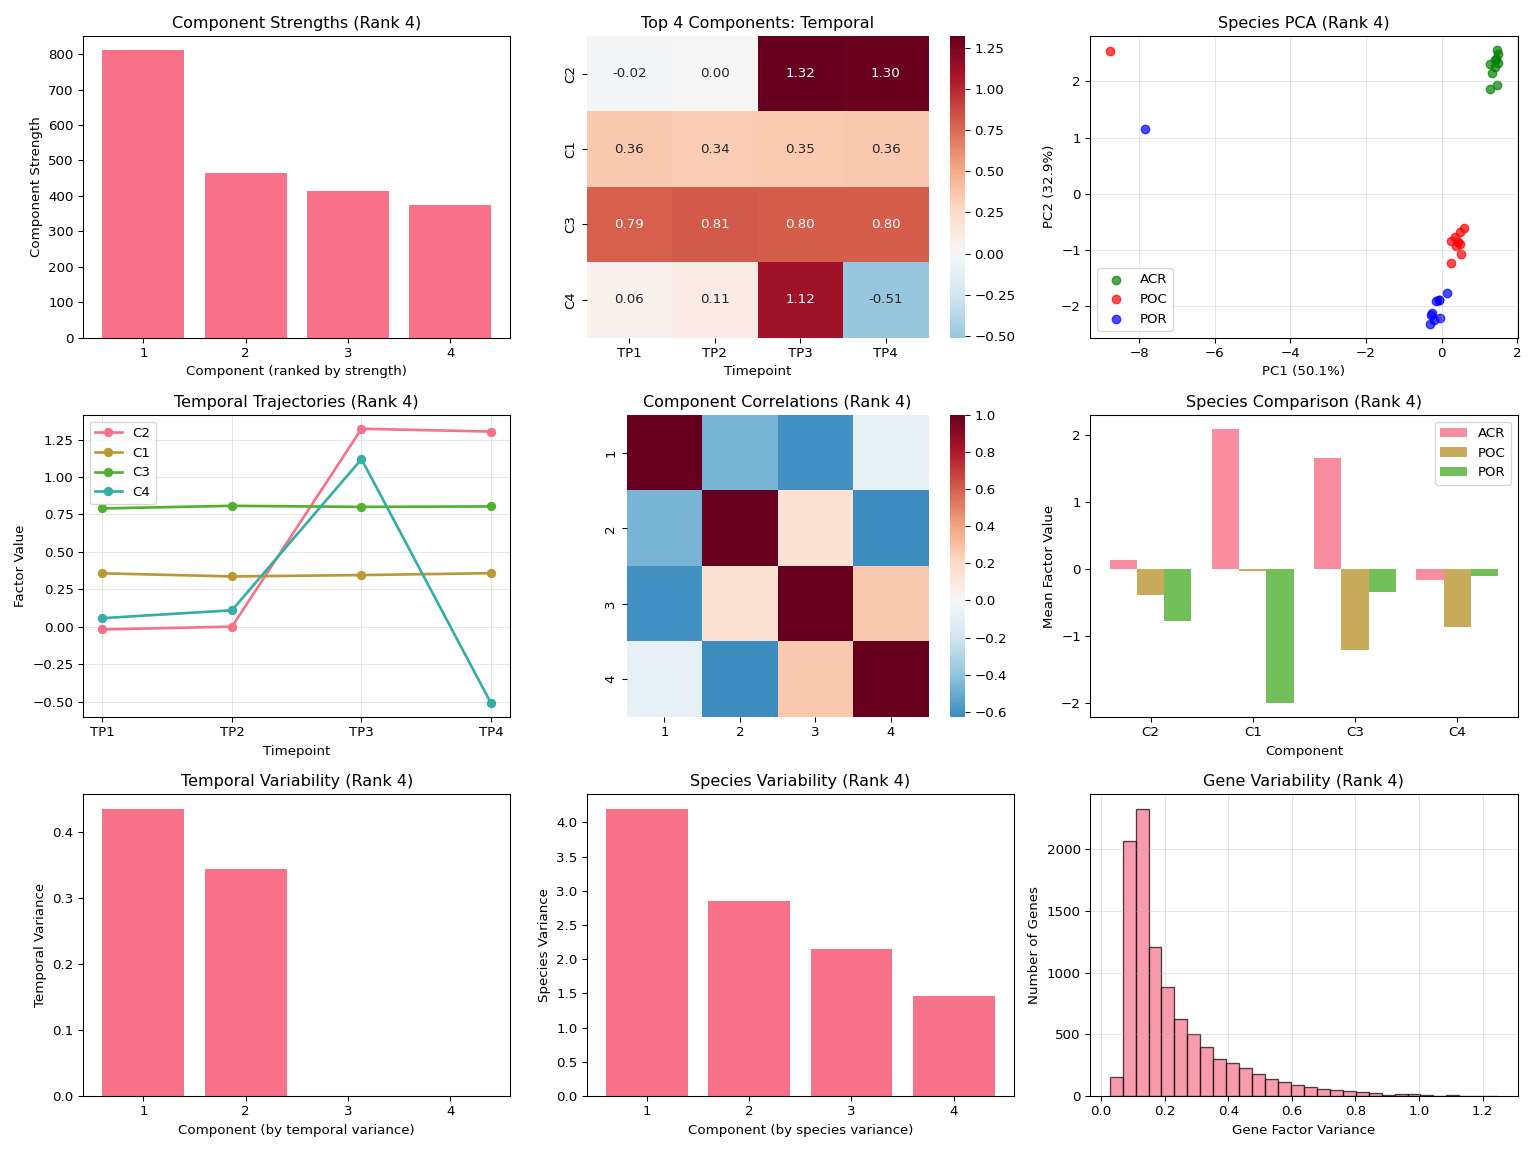 Component Strengths (Rank 4)
800
700
600
500
400
300
200
100
0
Component Strength
1 2 3 4
Component (ranked by strength)
Top 4 Components: Temporal
C2 -0.02 0.00 1.32 1.30
C1 0.36 0.34 0.35 0.36
C3 0.79 0.81 0.80 0.80
C4 0.06 0.11 1.12 -0.51
TP1 TP2 TP3 TP4
Timepoint
1.25
1.00
0.75
0.50
0.25
0.00
−0.25
−0.50
Species PCA (Rank 4)
2
1
0
−1
−2
PC2 (32.9%)
ACR
POC
POR
−8 −6 −4 −2 0 2
PC1 (50.1%)
Temporal Trajectories (Rank 4)
1.25
1.00
0.75
0.50
0.25
0.00
−0.25
−0.50
Factor Value
C2
C1
C3
C4
TP1 TP2 TP3 TP4
Timepoint
Component Correlations (Rank 4)
1
2
3
4
1 2 3 4
1.0
0.8
0.6
0.4
0.2
0.0
−0.2
−0.4
−0.6
Species Comparison (Rank 4)
2
1
0
−1
−2
Mean Factor Value
ACR
POC
POR
C2 C1 C3 C4
Component
Temporal Variability (Rank 4)
0.4
0.3
0.2
0.1
0.0
Temporal Variance
1 2 3 4
Component (by temporal variance)
Species Variability (Rank 4)
4.0
3.5
3.0
2.5
2.0
1.5
1.0
0.5
0.0
Species Variance
1 2 3 4
Component (by species variance)
Gene Variability (Rank 4)
2000
1500
1000
500
0
Number of Genes
0.0 0.2 0.4 0.6 0.8 1.0 1.2
Gene Factor Variance